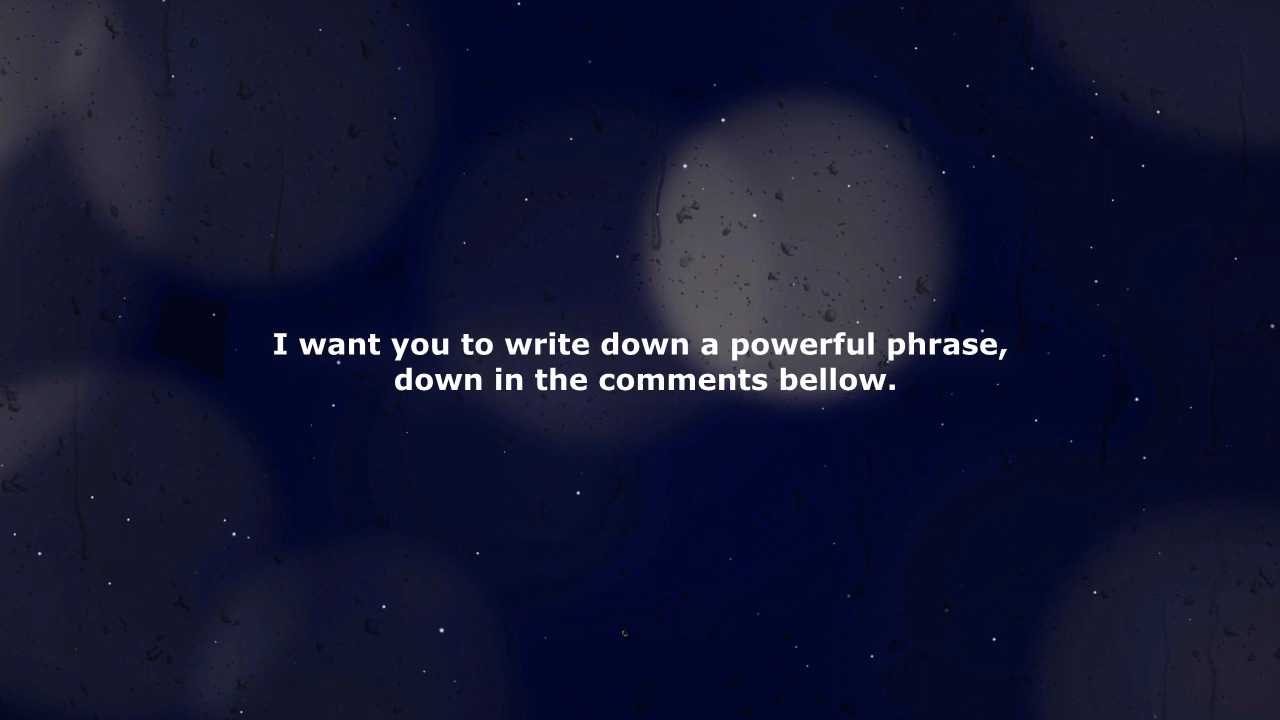 I want you to write down a powerful phrase,
down in the comments bellow.